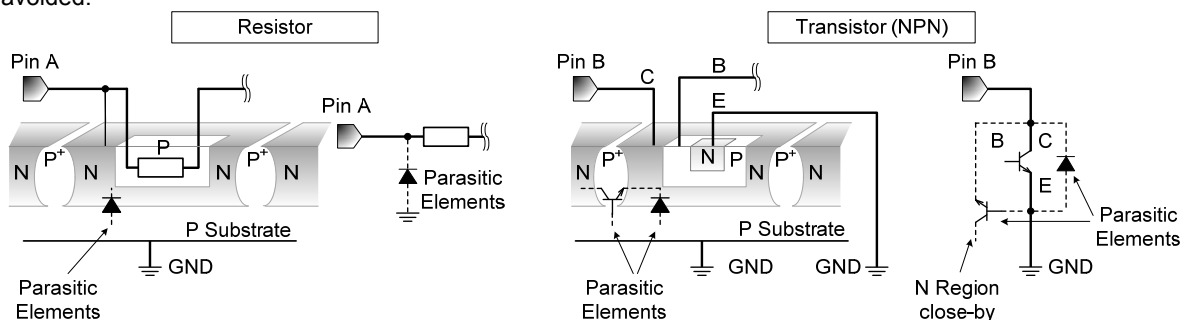 avoided.
Resistor
Transistor (NPN)
Pin A
Pin A
N
P+
N
P
N
P+
N
Parasitic
Elements
P Substrate
GND
Parasitic
Elements
Pin B
C
B
E
N
P+
N
P
P+
N
N
P Substrate
GND
GND
Parasitic
Elements
Pin B
B
C
E
Parasitic
Elements
GND
N Region
close-by